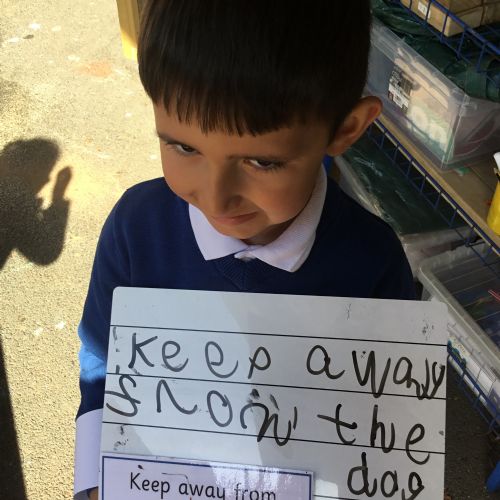 Keep away
from the
dog
Keep away from